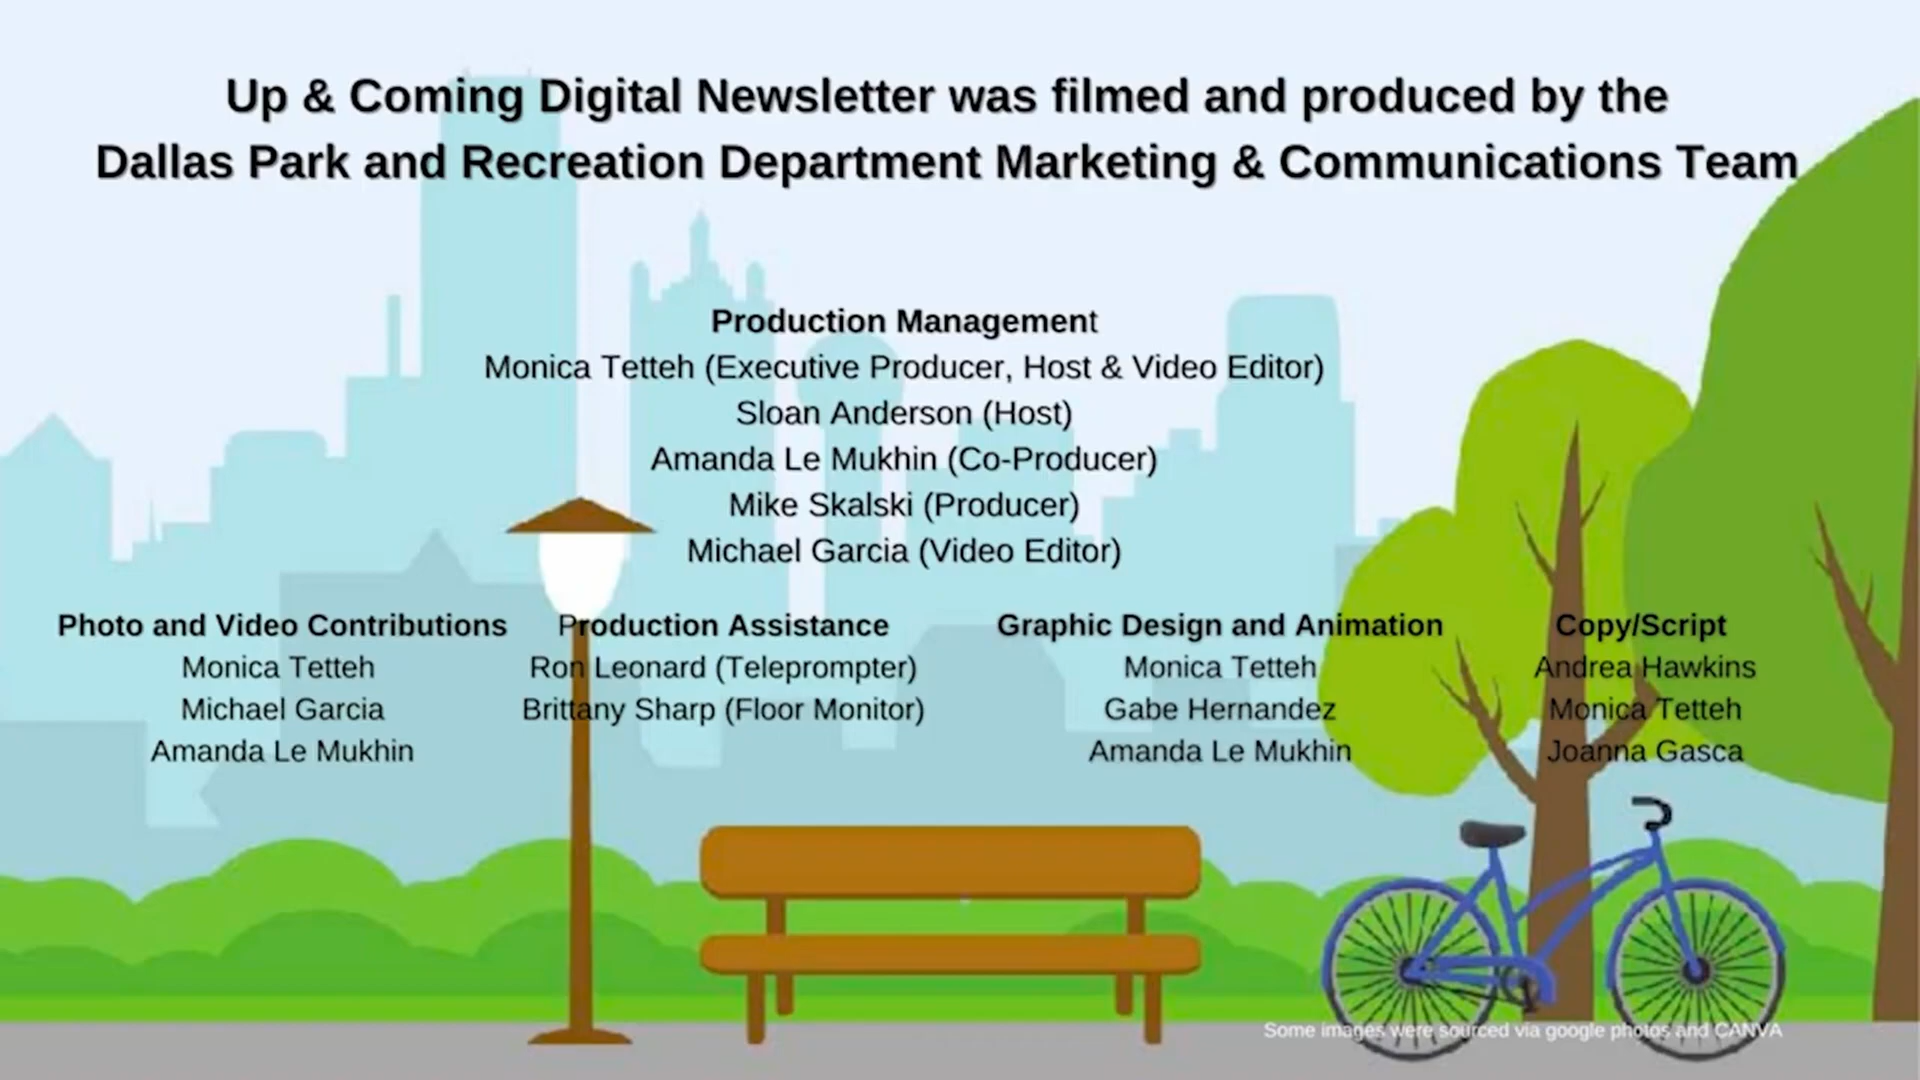 Up & Coming Digital Newsletter was filmed and produced by the
Dallas Park and Recreation Department Marketing & Communications Team
Production Management
Monica Tetteh (Executive Producer, Host & Video Editor)
Sloan Anderson (Host)
Amanda Le Mukhin (Co-Producer)
Mike Skalski (Producer)
Michael Garcia (Video Editor)
Photo and Video Contributions
Monica Tetteh
Michael Garcia
Amanda Le Mukhin
Production Assistance
Ron Leonard (Teleprompter)
Brittany Sharp (Floor Monitor)
Graphic Design and Animation
Monica Tetteh
Gabe Hernandez
Amanda Le Mukhin
Copy/Script
Andrea Hawkins
Monica Tetteh
Joanna Gasca
Some images were sourced via google photos and CANVA